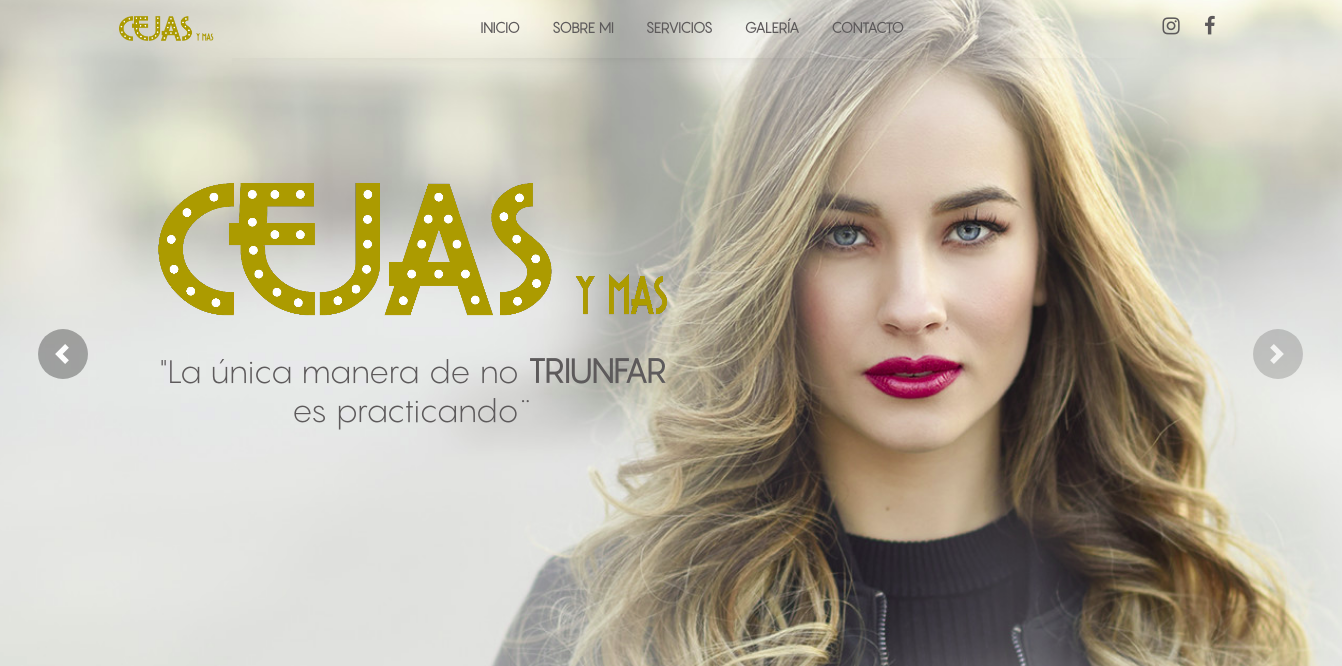 CEJAS Y MAS
INICIO SOBRE MI SERVICIOS GALERÍA CONTACTO
CEJAS Y MAS
"La única manera de no TRIUNFAR
es practicando¨